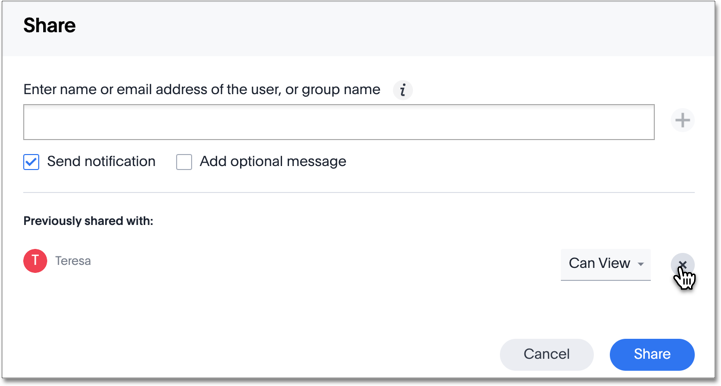 Share
Enter name or email address of the user, or group name i
+
Send notification Add optional message
Previously shared with:
T Teresa Can View ×
Cancel Share